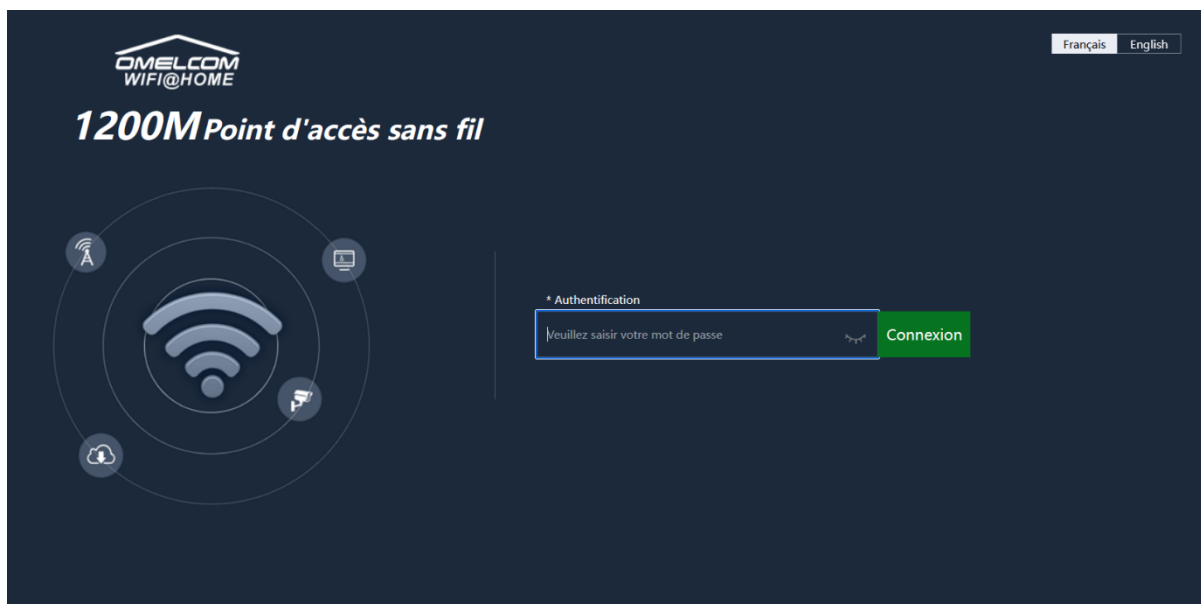 OMELCOM
WIFI@HOME
Français English
1200M Point d'accès sans fil
* Authentification
Veuillez saisir votre mot de passe
Connexion